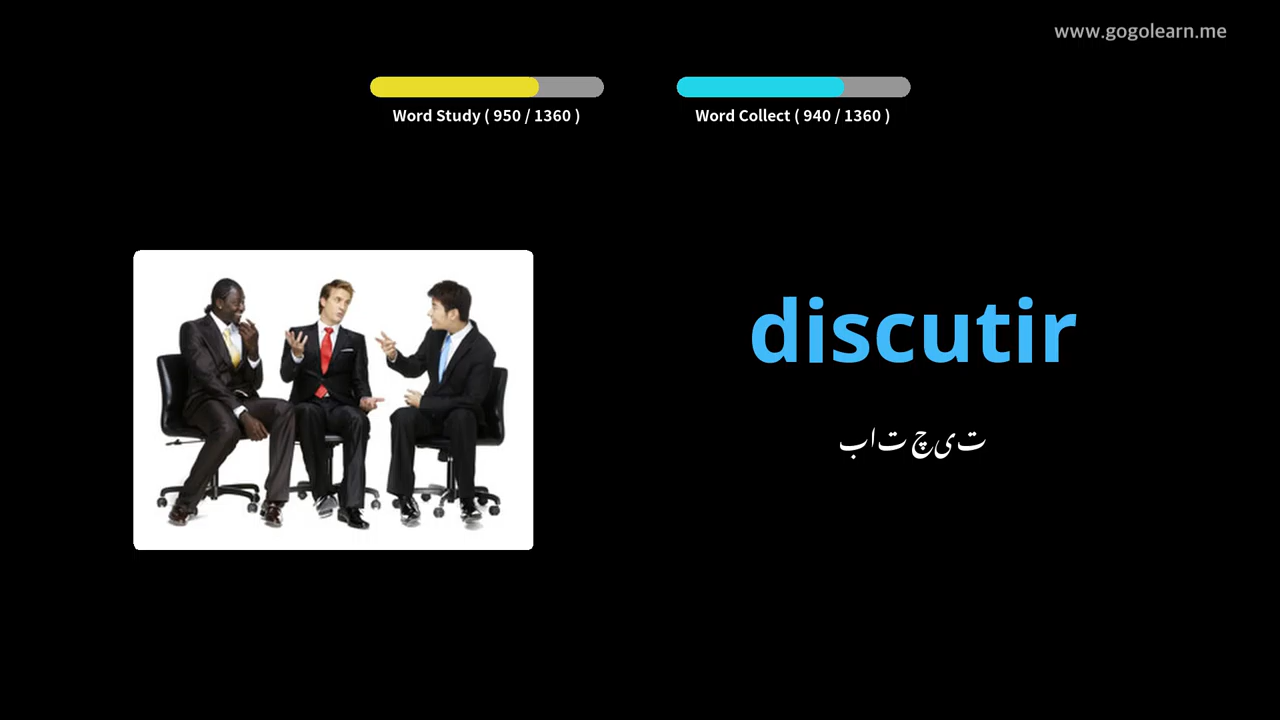 www.gogolearn.me
Word Study ( 950 / 1360 )
Word Collect ( 940 / 1360 )
discutir
بات چیت